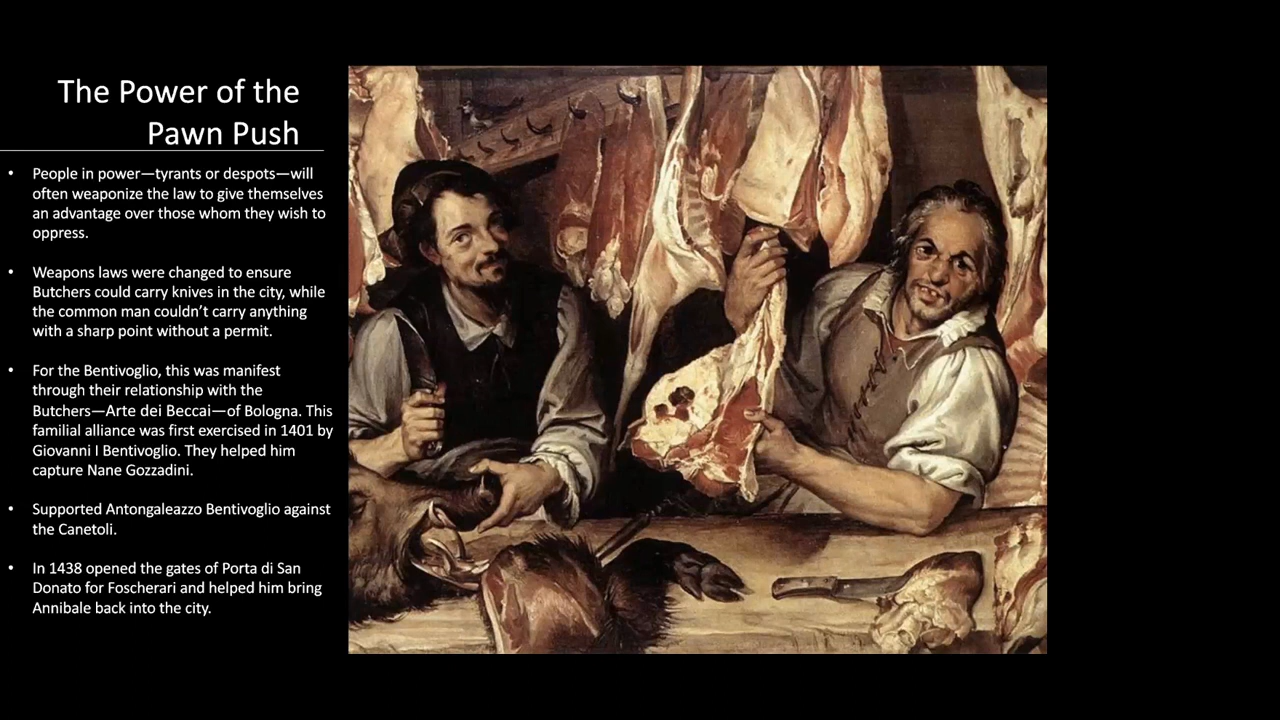 The Power of the
Pawn Push
• People in power—tyrants or despots—will
often weaponize the law to give themselves
an advantage over those whom they wish to
oppress.
• Weapons laws were changed to ensure
Butchers could carry knives in the city, while
the common man couldn't carry anything
with a sharp point without a permit.
• For the Bentivoglio, this was manifest
through their relationship with the
Butchers—Arte dei Beccai—of Bologna. This
familial alliance was first exercised in 1401 by
Giovanni I Bentivoglio. They helped him
capture Nane Gozzadini.
• Supported Antongaleazzo Bentivoglio against
the Canetoli.
• In 1438 opened the gates of Porta di San
Donato for Foscherari and helped him bring
Annibale back into the city.